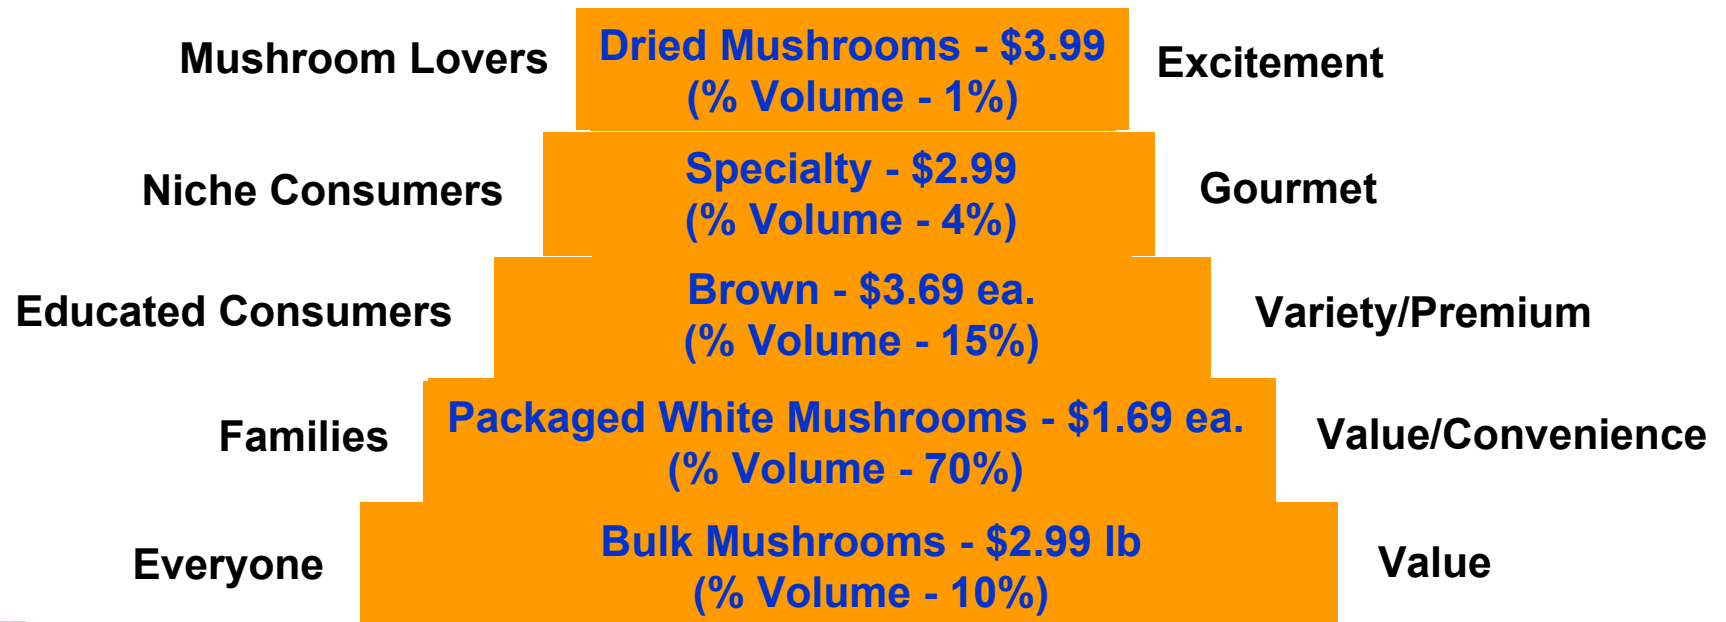 Mushroom Lovers
Dried Mushrooms - $3.99
(% Volume - 1%)
Excitement
Niche Consumers
Specialty - $2.99
(% Volume - 4%)
Gourmet
Educated Consumers
Brown - $3.69 ea.
(% Volume - 15%)
Variety/Premium
Families
Packaged White Mushrooms - $1.69 ea.
(% Volume - 70%)
Value/Convenience
Everyone
Bulk Mushrooms - $2.99 lb
(% Volume - 10%)
Value